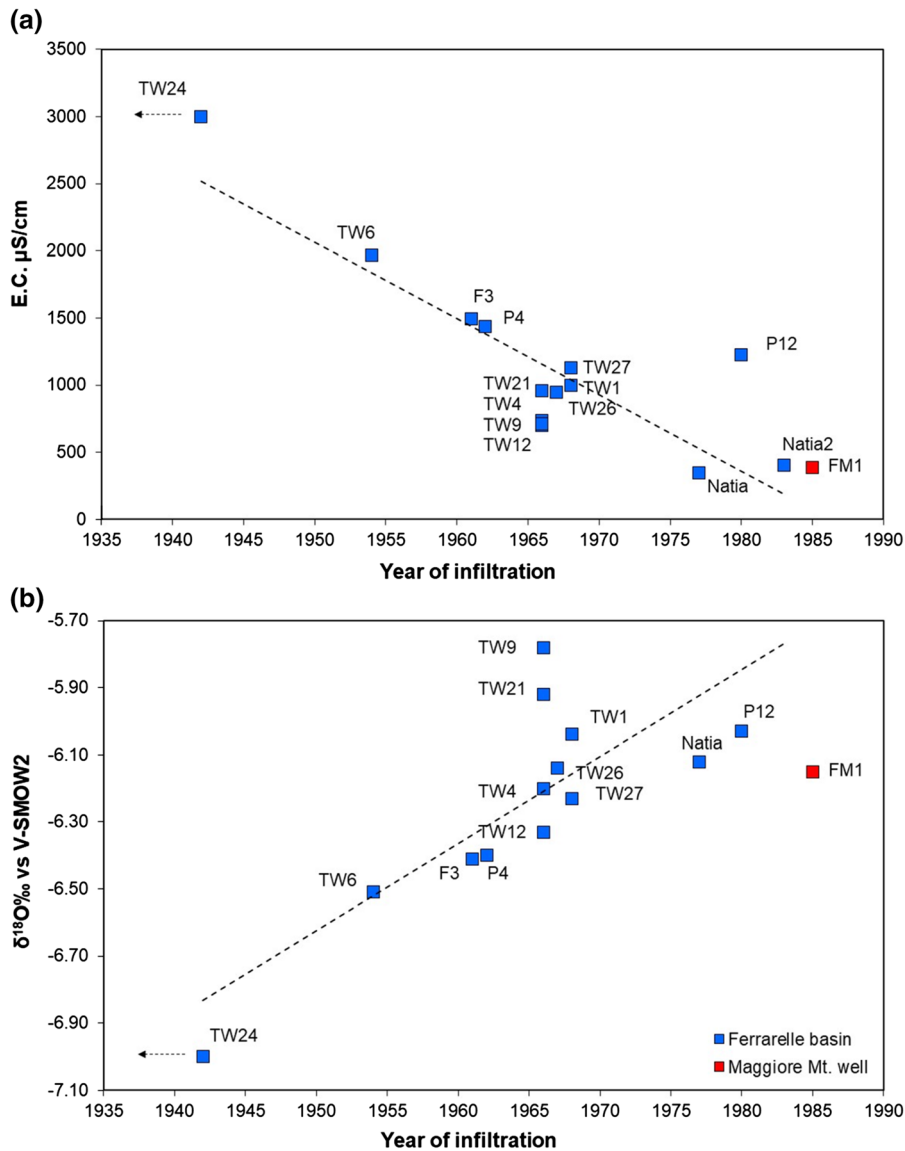 (a)
3500
TW24
3000
2500
TW6
2000
F3
1500
P4
P12
TW27
TW21
TW1
1000
TW4
TW26
TW9
TW12
Natia2
500
FM1
Natia
0
E.C. µS/cm
1935 1940 1945 1950 1955 1960 1965 1970 1975 1980 1985 1990
Year of infiltration
(b)
-5.70
TW9
TW21
-5.90
TW1
P12
Natia
-6.10
TW26
FM1
TW4
TW27
-6.30
TW12
F3 P4
TW6
-6.50
-6.70
-6.90
TW24
Ferrarelle basin
Maggiore Mt. well
-7.10
δ¹⁸O‰ vs V-SMOW2
1935 1940 1945 1950 1955 1960 1965 1970 1975 1980 1985 1990
Year of infiltration